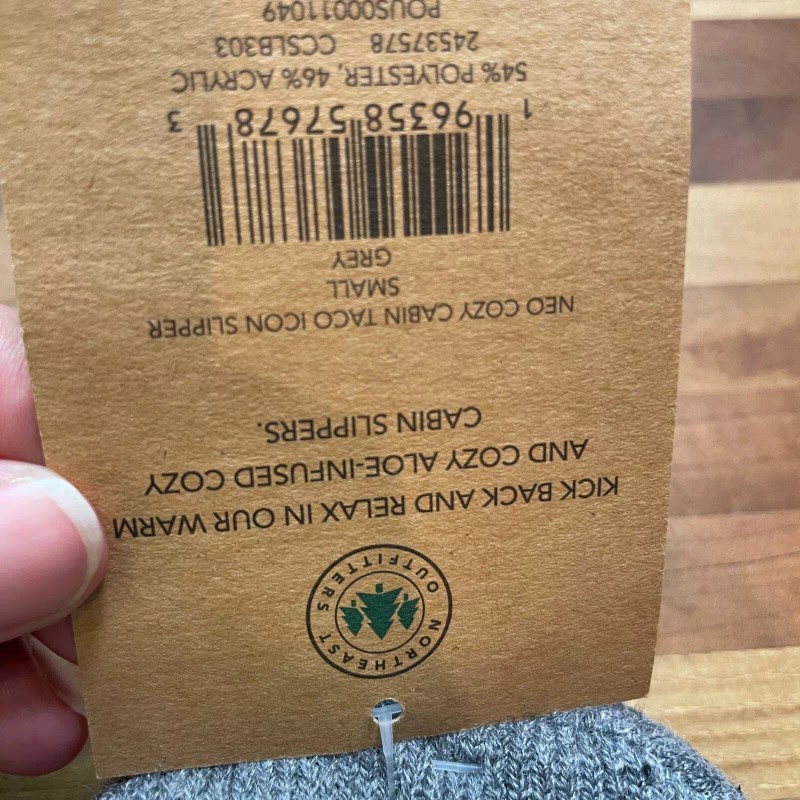 NORTHEAST
OUTFITTERS
KICK BACK AND RELAX IN OUR WARM
AND COZY ALOE-INFUSED COZY
CABIN SLIPPERS.
NEO COZY CABIN TACO ICON SLIPPER
SMALL
GREY
1 96358 57678 3
54% POLYESTER, 46% ACRYLIC
24537578 CCSLB303
POUS00011049